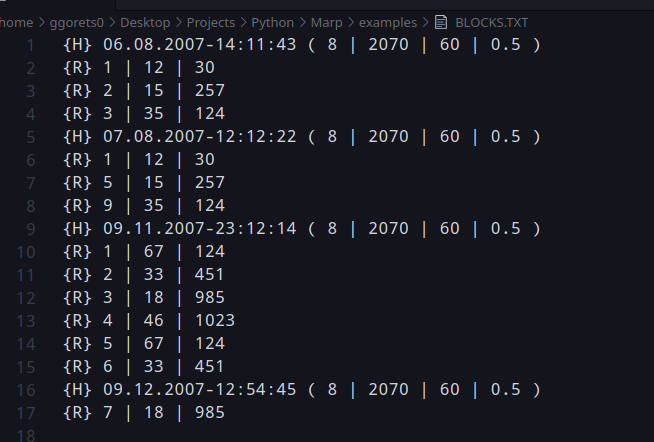 home > ggorets0 > Desktop > Projects > Python > Marp > examples > BLOCKS.TXT
1 {H} 06.08.2007-14:11:43 ( 8 | 2070 | 60 | 0.5 )
2 {R} 1 | 12 | 30
3 {R} 2 | 15 | 257
4 {R} 3 | 35 | 124
5 {H} 07.08.2007-12:12:22 ( 8 | 2070 | 60 | 0.5 )
6 {R} 1 | 12 | 30
7 {R} 5 | 15 | 257
8 {R} 9 | 35 | 124
9 {H} 09.11.2007-23:12:14 ( 8 | 2070 | 60 | 0.5 )
10 {R} 1 | 67 | 124
11 {R} 2 | 33 | 451
12 {R} 3 | 18 | 985
13 {R} 4 | 46 | 1023
14 {R} 5 | 67 | 124
15 {R} 6 | 33 | 451
16 {H} 09.12.2007-12:54:45 ( 8 | 2070 | 60 | 0.5 )
17 {R} 7 | 18 | 985
18